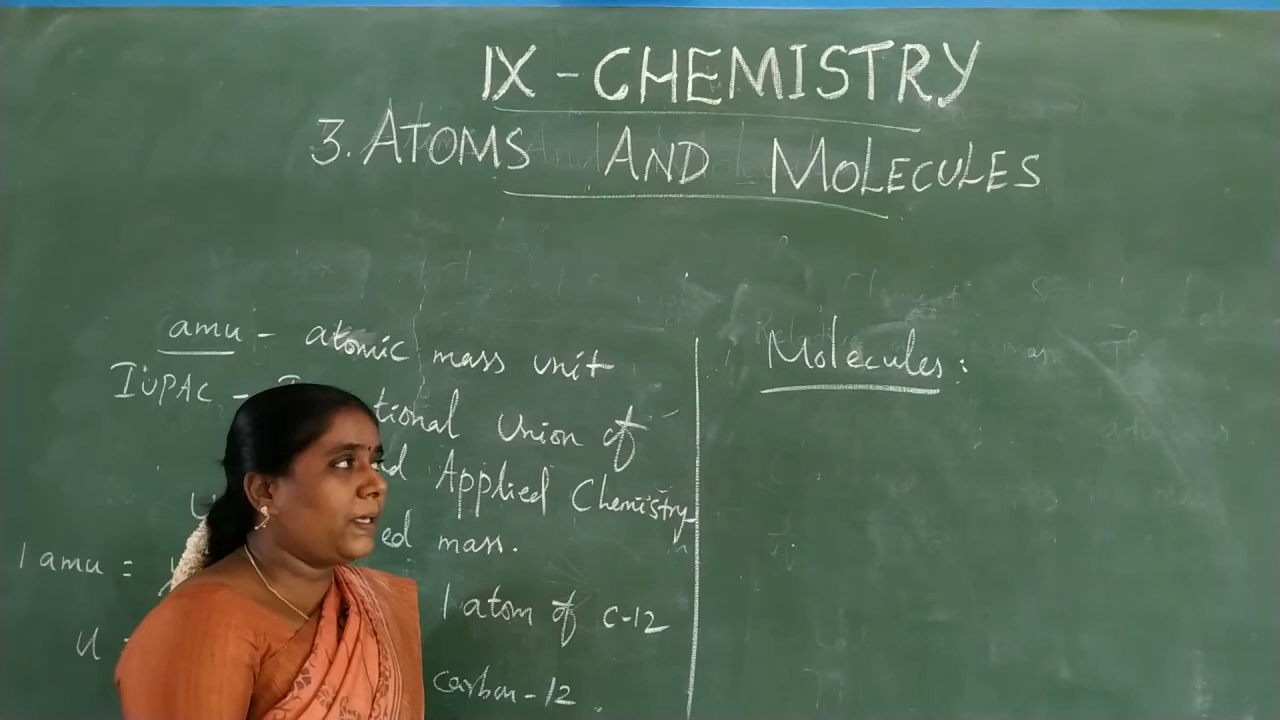 IX - CHEMISTRY
3. ATOMS AND MOLECULES
amu - atomic mass unit
IUPAC - tional Union of
Applied Chemistry
ed mass.
1 amu =
1 atom of C-12
u
carbon-12.
Molecules: